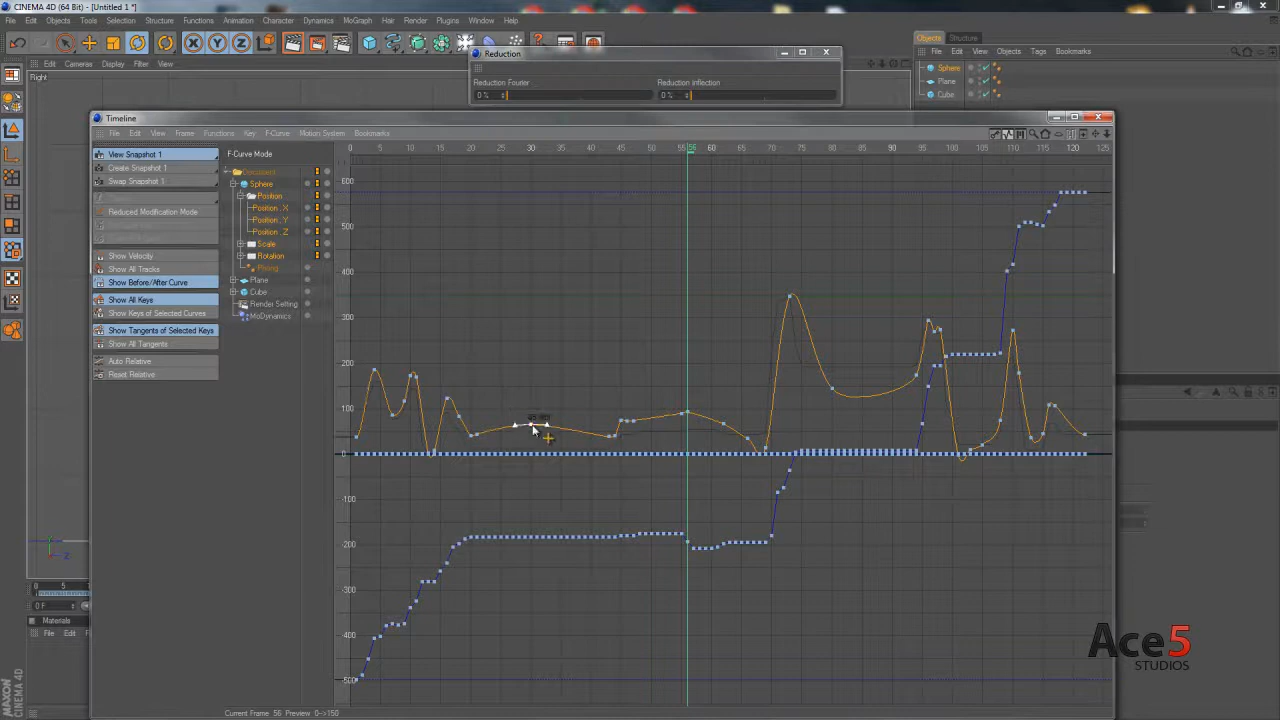 CINEMA 4D (64 Bit) - [Untitled 1 *]
File Edit Objects Tools Selection Structure Functions Animation Character Dynamics MoGraph Hair Render Plugins Window Help
Objects Structure
File Edit View Objects Tags Bookmarks
Sphere
Plane
Cube
Edit Cameras Display Filter View
Right
Reduction
Reduction Fourier Reduction Inflection
0 % 0 %
Timeline
File Edit View Frame Functions Key F-Curve Motion System Bookmarks
View Snapshot 1
Create Snapshot 1
Swap Snapshot 1
Reduced Modification Mode
Show Velocity
Show All Tracks
Show Before/After Curve
Show All Keys
Show Keys of Selected Curves
Show Tangents of Selected Keys
Show All Tangents
Auto Relative
Reset Relative
F-Curve Mode
Document
Sphere
Position
Position . X
Position . Y
Position . Z
Scale
Rotation
Plane
Cube
Render Setting
MoDynamics
0 5 10 15 20 25 30 35 40 45 50 55 56 60 65 70 75 80 85 90 95 100 105 110 115 120 125
600
500
400
300
200
100
0
-100
-200
-300
-400
-500
Current Frame 56 Preview 0-->150
Z
0 5
0 F
Materials
File Edit
MAXON
CINEMA 4D
Ace5
STUDIOS